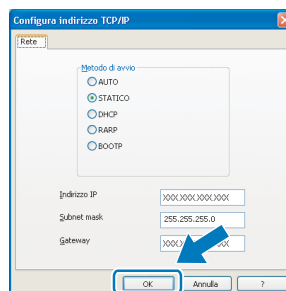 Configura indirizzo TCP/IP
Rete
Metodo di avvio
AUTO
STATICO
DHCP
RARP
BOOTP
Indirizzo IP XXX.XXX.XXX.XXX
Subnet mask 255.255.255.0
Gateway
OK Annulla ?